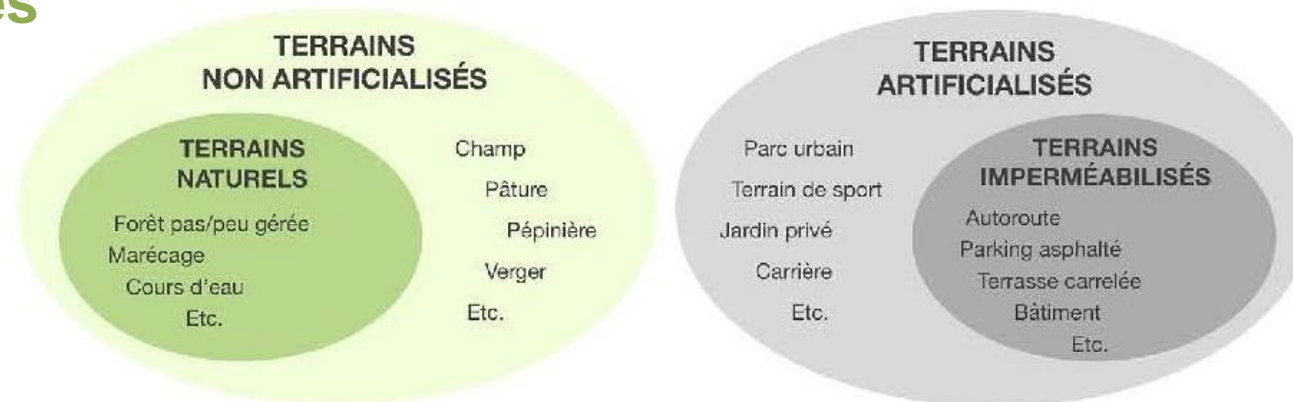 es
TERRAINS
NON ARTIFICIALISÉS
TERRAINS
NATURELS
Forêt pas/peu gérée
Marécage
Cours d'eau
Etc.
Champ
Pâture
Pépinière
Verger
Etc.
TERRAINS
ARTIFICIALISÉS
Parc urbain
Terrain de sport
Jardin privé
Carrière
Etc.
TERRAINS
IMPERMÉABILISÉS
Autoroute
Parking asphalté
Terrasse carrelée
Bâtiment
Etc.